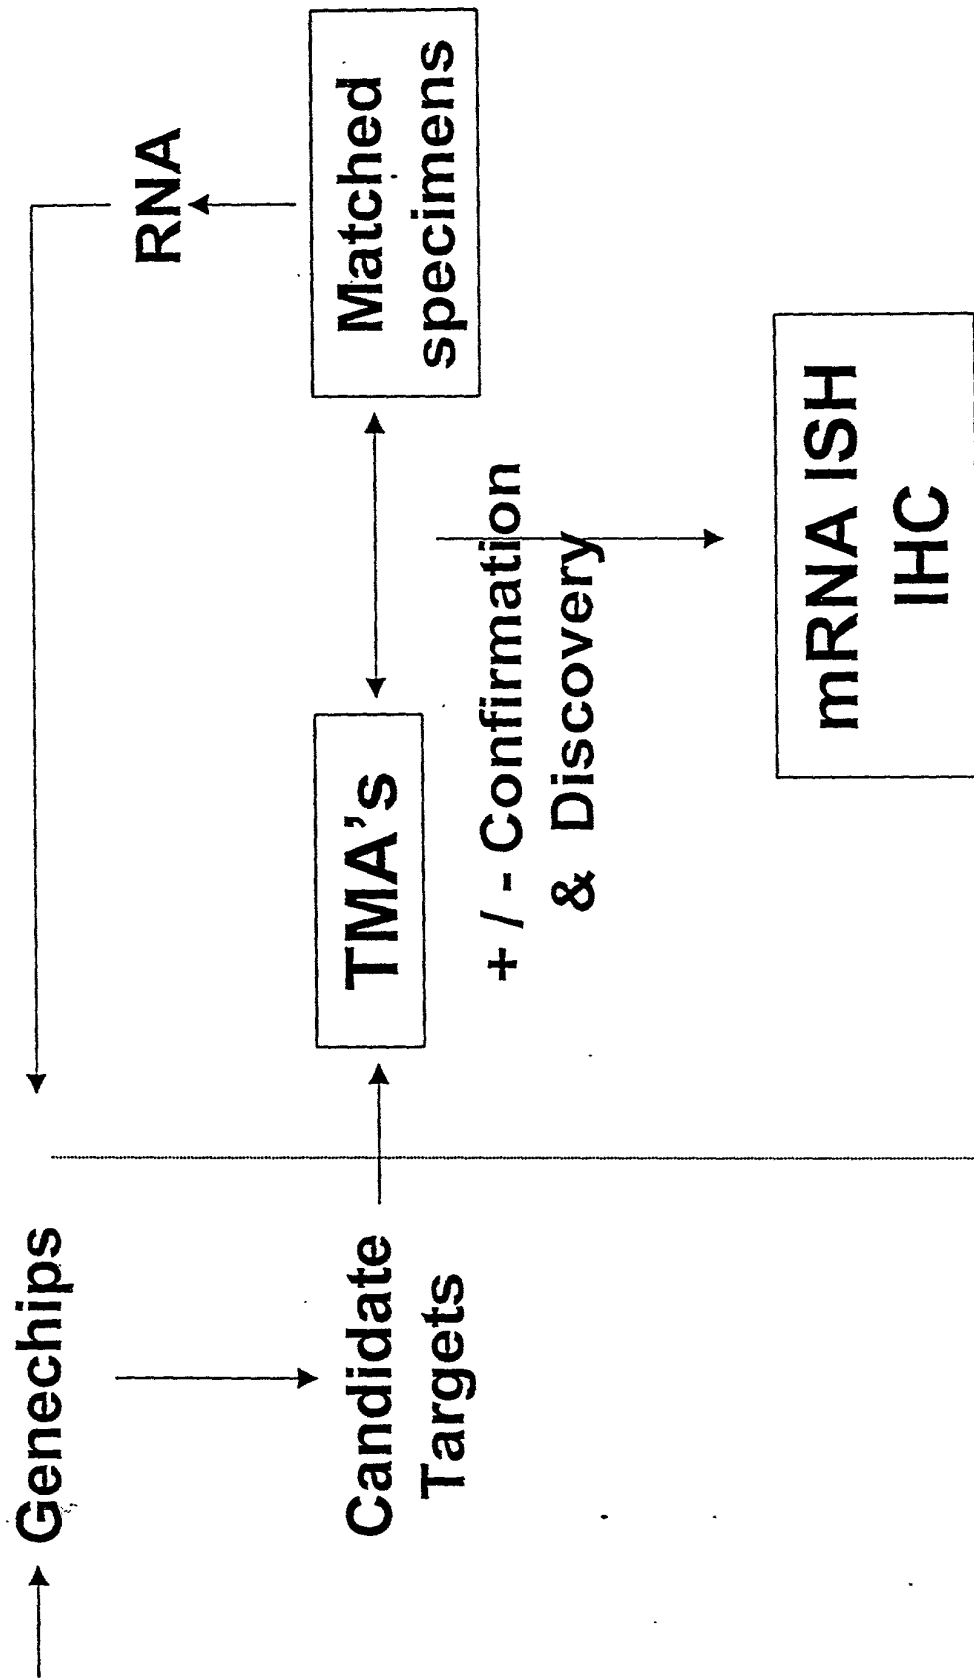 Genechips
RNA
Candidate
Targets
TMA's
Matched
specimens
+ / - Confirmation
& Discovery
mRNA ISH
IHC